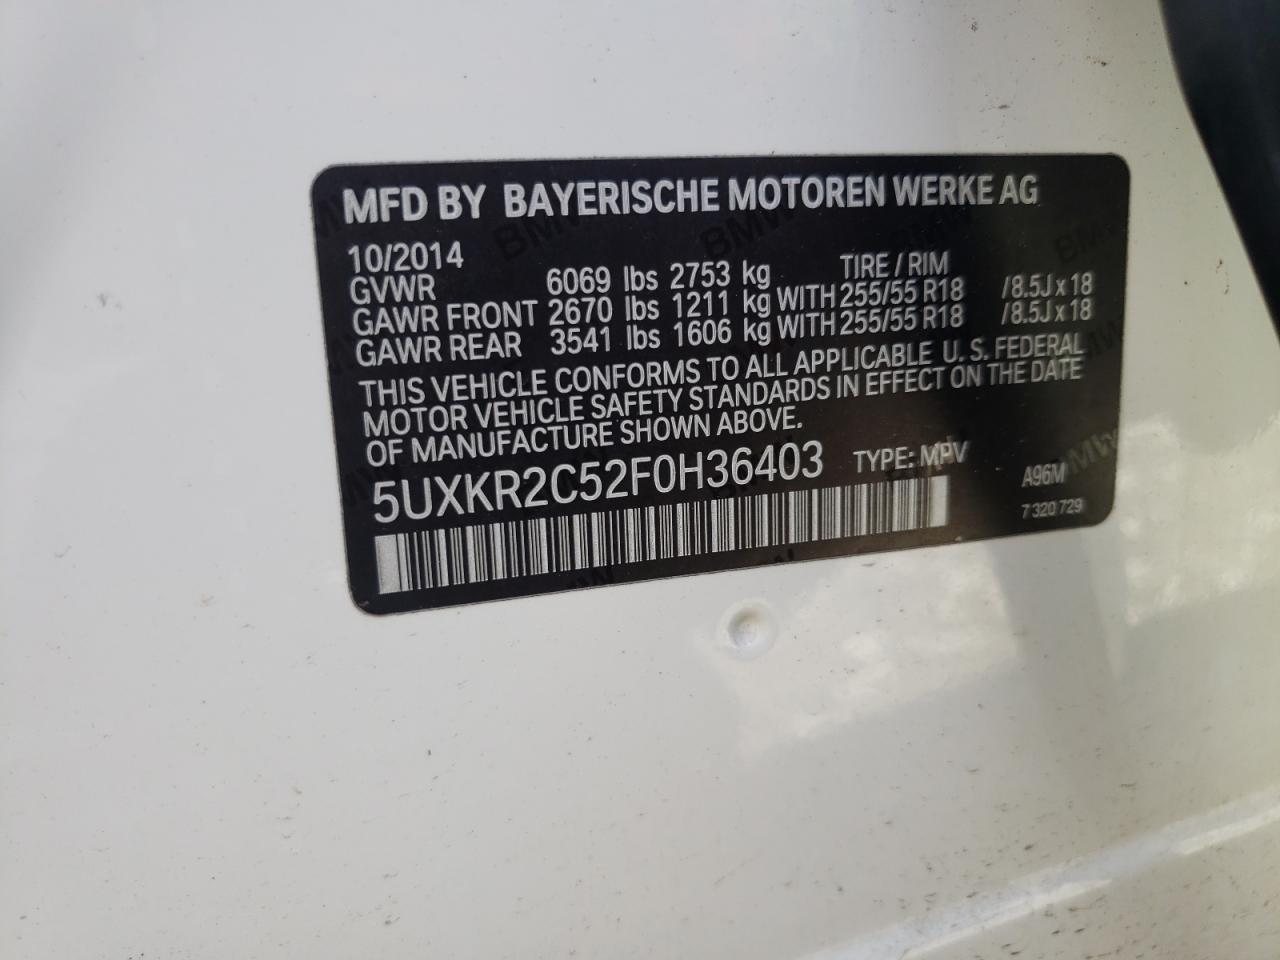 MFD BY BAYERISCHE MOTOREN WERKE AG
10/2014 TIRE / RIM
GVWR 6069 lbs 2753 kg
GAWR FRONT 2670 lbs 1211 kg WITH 255/55 R18 /8.5J x 18
GAWR REAR 3541 lbs 1606 kg WITH 255/55 R18 /8.5J x 18
THIS VEHICLE CONFORMS TO ALL APPLICABLE U. S. FEDERAL
MOTOR VEHICLE SAFETY STANDARDS IN EFFECT ON THE DATE
OF MANUFACTURE SHOWN ABOVE.
5UXKR2C52F0H36403 TYPE: MPV A96M
7 320 729